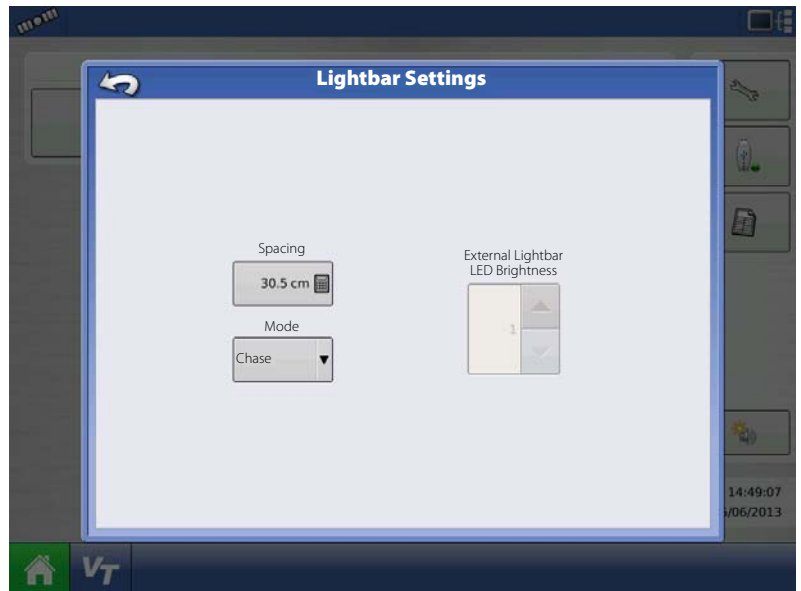 Lightbar Settings
Spacing
30.5 cm
Mode
Chase
External Lightbar
LED Brightness
1
14:49:07
/06/2013
VT